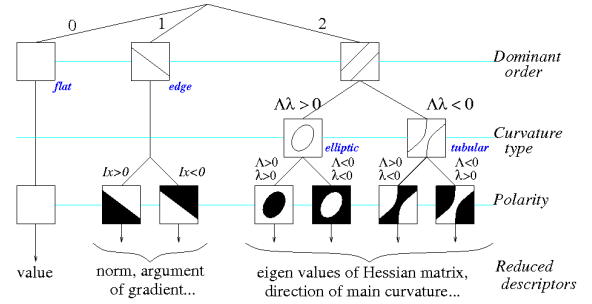 0 1 2
Dominant order
flat edge
Λλ > 0 Λλ < 0
Curvature type
elliptic tubular
Ix>0 Ix<0
Λ>0 λ>0
Λ<0 λ<0
Λ>0 λ<0
Λ<0 λ>0
Polarity
value
norm, argument
of gradient...
eigen values of Hessian matrix,
direction of main curvature...
Reduced
descriptors